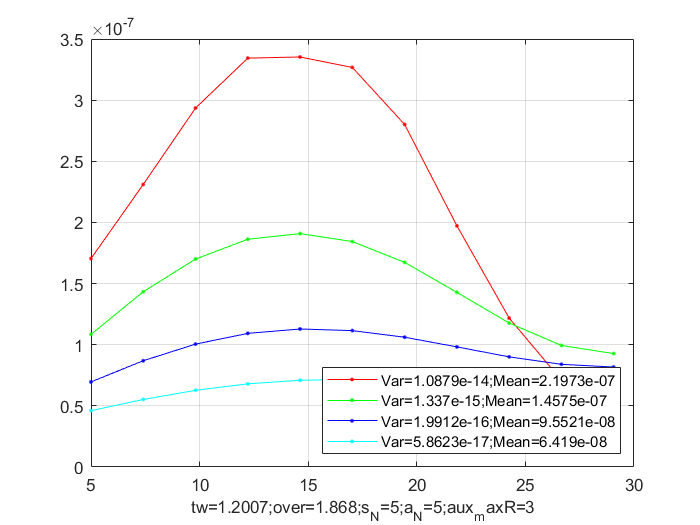 ×10-7
3.5
3
2.5
2
1.5
1
0.5
0
5 10 15 20 25 30
Var=1.0879e-14;Mean=2.1973e-07
Var=1.337e-15;Mean=1.4575e-07
Var=1.9912e-16;Mean=9.5521e-08
Var=5.8623e-17;Mean=6.419e-08
tw=1.2007;over=1.868;sN=5;aN=5;auxmaxR=3